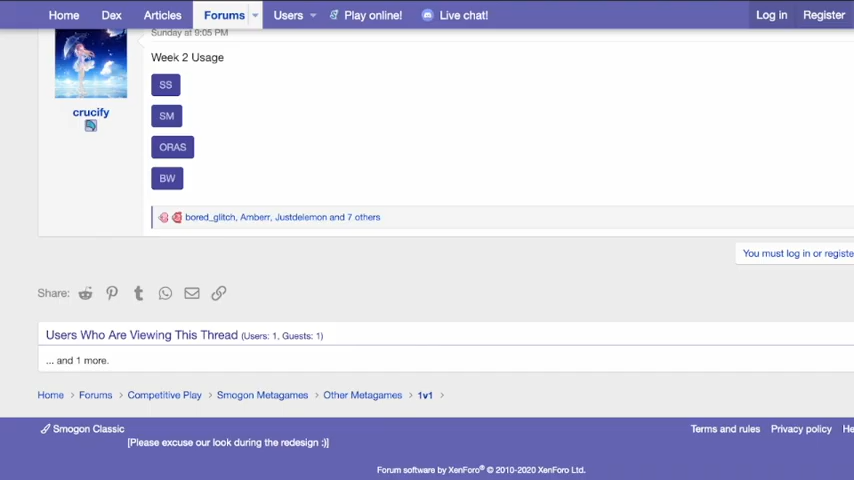 Home Dex Articles Forums Users Play online! Live chat! Log in Register
Sunday at 9:05 PM
Week 2 Usage
SS
crucify
SM
ORAS
BW
bored_glitch, Amberr, Justdelemon and 7 others
You must log in or registe
Share:
Users Who Are Viewing This Thread (Users: 1, Guests: 1)
... and 1 more.
Home > Forums > Competitive Play > Smogon Metagames > Other Metagames > 1v1 >
Smogon Classic Terms and rules Privacy policy He
[Please excuse our look during the redesign :)]
Forum software by XenForo® © 2010-2020 XenForo Ltd.